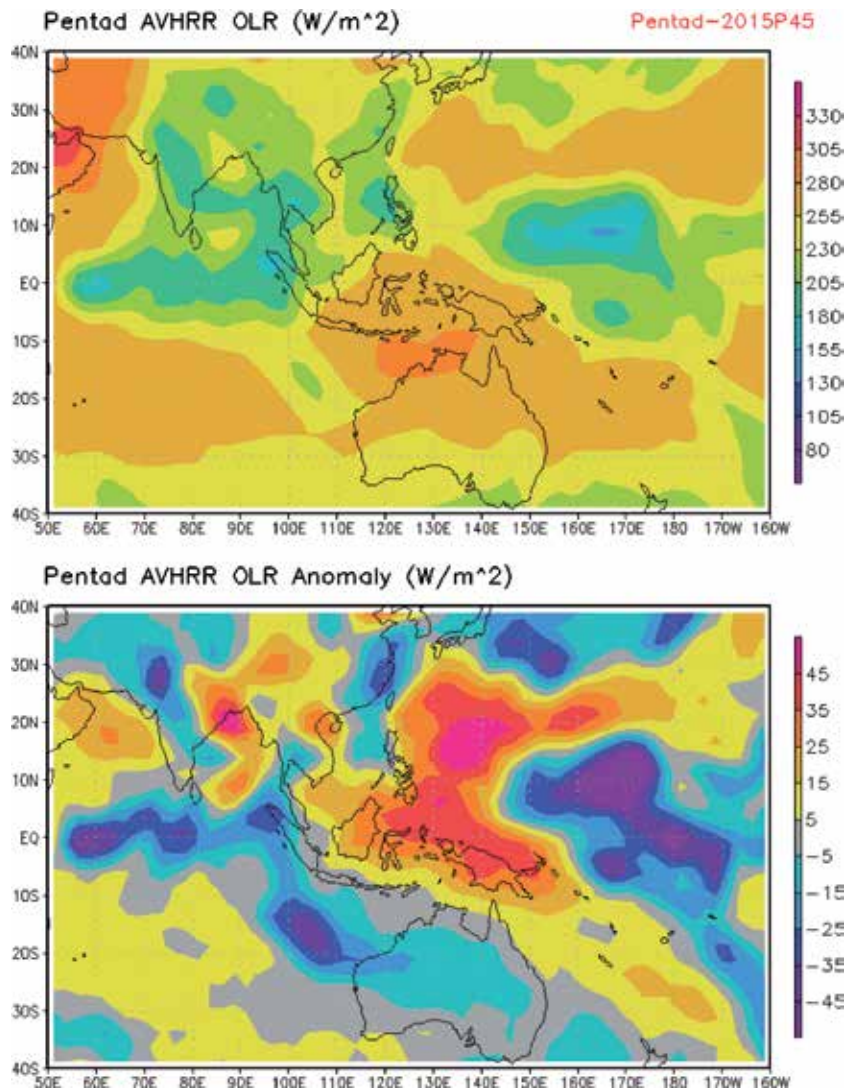 Pentad AVHRR OLR (W/m^2) Pentad-2015P45
40N
30N
20N
10N
EQ
10S
20S
30S
40S
50E 60E 70E 80E 90E 100E 110E 120E 130E 140E 150E 160E 170E 180 170W 160W
330
305
280
255
230
205
180
155
130
105
80
Pentad AVHRR OLR Anomaly (W/m^2)
40N
30N
20N
10N
EQ
10S
20S
30S
40S
50E 60E 70E 80E 90E 100E 110E 120E 130E 140E 150E 160E 170E 180 170W 160W
45
35
25
15
5
-5
-15
-25
-35
-45